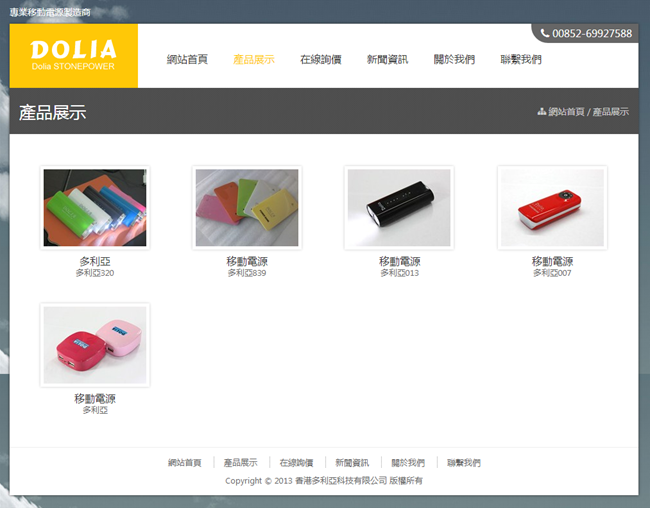 專業移動電源製造商
00852-69927588
DOLIA
Dolia STONEPOWER
網站首頁 產品展示 在線詢價 新聞資訊 關於我們 聯繫我們
產品展示
網站首頁 / 產品展示
多利亞 移動電源 移動電源 移動電源
多利亞320 多利亞839 多利亞013 多利亞007
移動電源
多利亞
網站首頁 產品展示 在線詢價 新聞資訊 關於我們 聯繫我們
Copyright © 2013 香港多利亞科技有限公司 版權所有